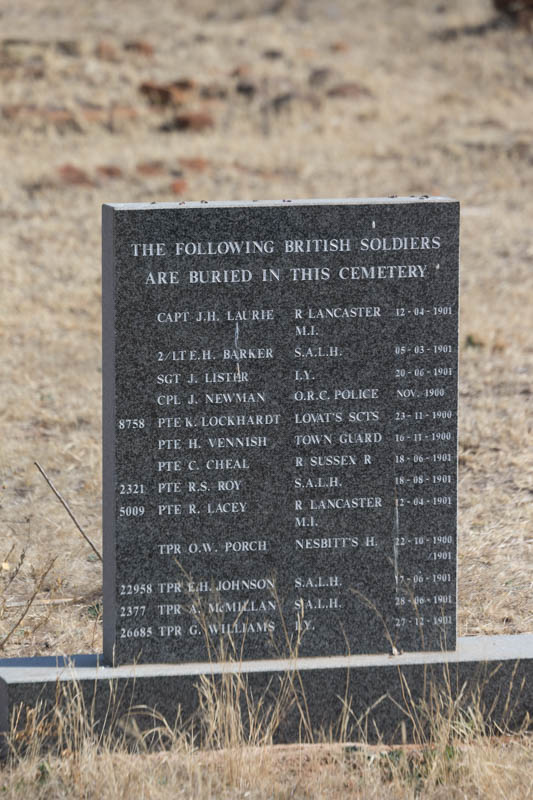 THE FOLLOWING BRITISH SOLDIERS
ARE BURIED IN THIS CEMETERY
CAPT J.H. LAURIE R LANCASTER 12-04-1901
M.I.
2/LT E.H. BARKER S.A.L.H. 05-03-1901
SGT J. LISTER I.Y. 20-06-1901
CPL J. NEWMAN O.R.C. POLICE NOV. 1900
8758 PTE K. LOCKHARDT LOVAT'S SCTS 23-11-1900
PTE H. VENNISH TOWN GUARD 16-11-1900
PTE C. CHEAL R SUSSEX R 18-06-1901
2321 PTE R.S. ROY S.A.L.H. 18-08-1901
5009 PTE R. LACEY R LANCASTER 12-04-1901
M.I.
TPR O.W. PORCH NESBITT'S H. 22-10-1900
/1901
22958 TPR E.H. JOHNSON S.A.L.H. 17-06-1901
2377 TPR A. McMILLAN S.A.L.H. 28-06-1901
26685 TPR G. WILLIAMS I.Y. 27-12-1901